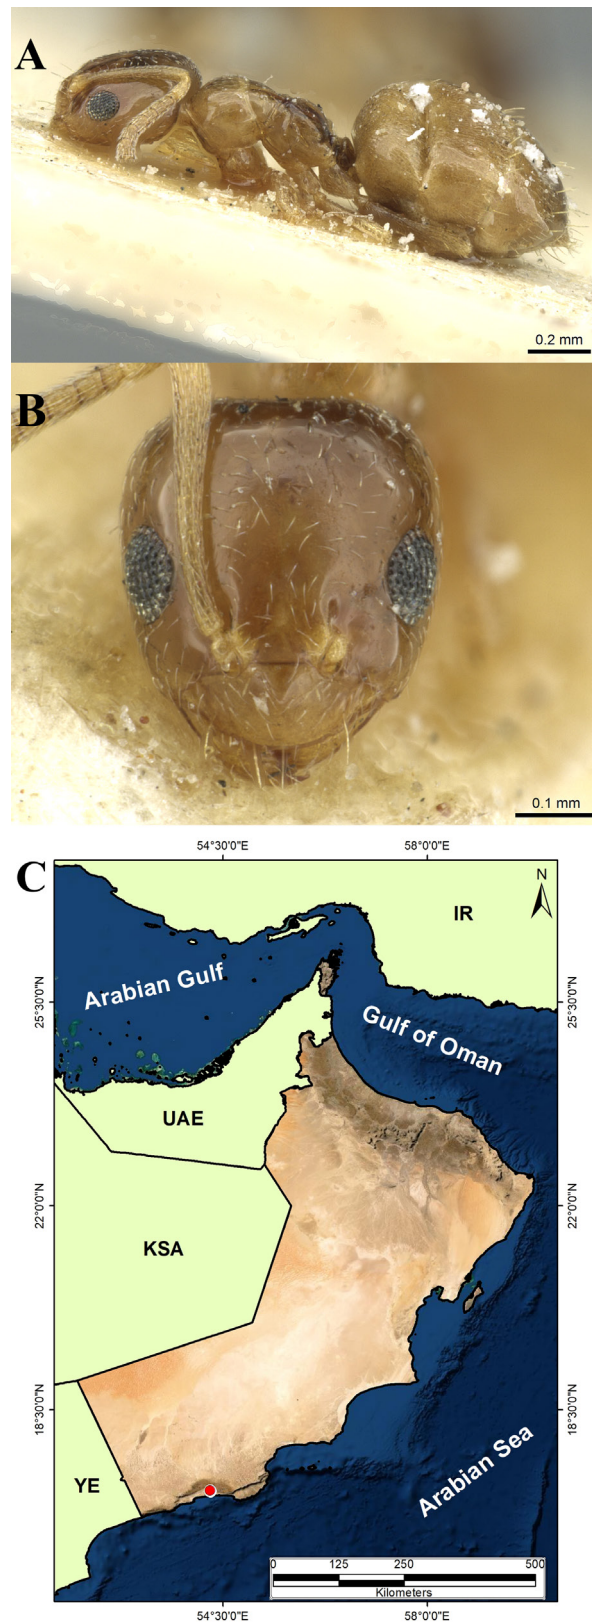 A
0.2 mm
B
0.1 mm
C
54°30'0"E
58°0'0"E
N
IR
Arabian Gulf
Gulf of Oman
25°30'0"N
25°30'0"N
UAE
22°0'0"N
22°0'0"N
KSA
18°30'0"N
18°30'0"N
YE
Arabian Sea
0
125
250
500
Kilometers
54°30'0"E
58°0'0"E